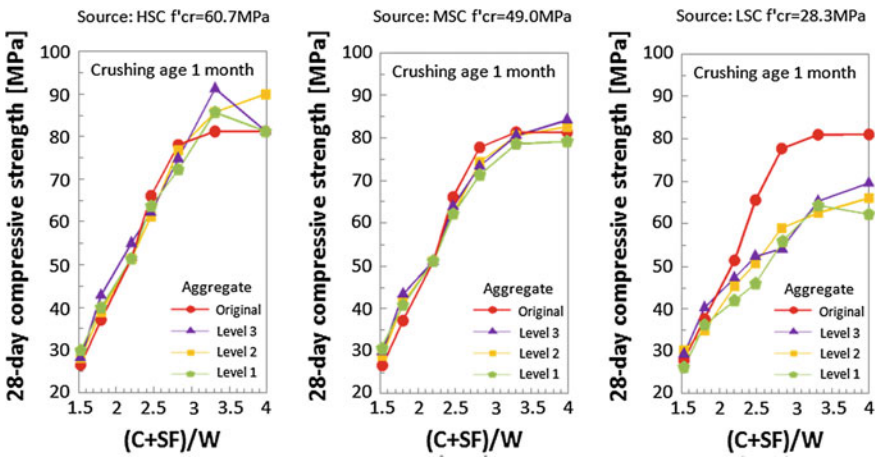 Source: HSC f'cr=60.7MPa
28-day compressive strength [MPa]
100
90
80
70
60
50
40
30
20
Crushing age 1 month
Aggregate
Original
Level 3
Level 2
Level 1
1.5 2 2.5 3 3.5 4
(C+SF)/W
Source: MSC f'cr=49.0MPa
28-day compressive strength [MPa]
100
90
80
70
60
50
40
30
20
Crushing age 1 month
Aggregate
Original
Level 3
Level 2
Level 1
1.5 2 2.5 3 3.5 4
(C+SF)/W
Source: LSC f'cr=28.3MPa
28-day compressive strength [MPa]
100
90
80
70
60
50
40
30
20
Crushing age 1 month
Aggregate
Original
Level 3
Level 2
Level 1
1.5 2 2.5 3 3.5 4
(C+SF)/W